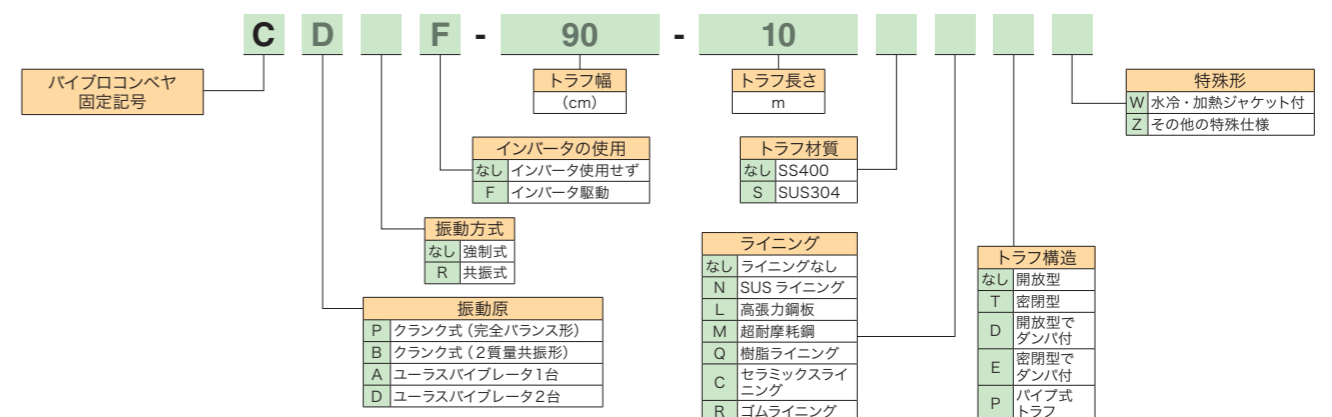 C D F - 90 - 10
バイブロコンベヤ
固定記号
トラフ幅
(cm)
トラフ長さ
m
特殊形
W 水冷・加熱ジャケット付
Z その他の特殊仕様
インバータの使用
なし インバータ使用せず
F インバータ駆動
トラフ材質
なし SS400
S SUS304
振動方式
なし 強制式
R 共振式
ライニング
なし ライニングなし
N SUS ライニング
L 高張力鋼板
M 超耐摩耗鋼
Q 樹脂ライニング
C セラミックスライ
ニング
R ゴムライニング
トラフ構造
なし 開放型
T 密閉型
D 開放型で
ダンパ付
E 密閉型で
ダンパ付
P パイプ式
トラフ
振動原
P クランク式（完全バランス形）
B クランク式（2質量共振形）
A ユーラスバイブレータ1台
D ユーラスバイブレータ2台